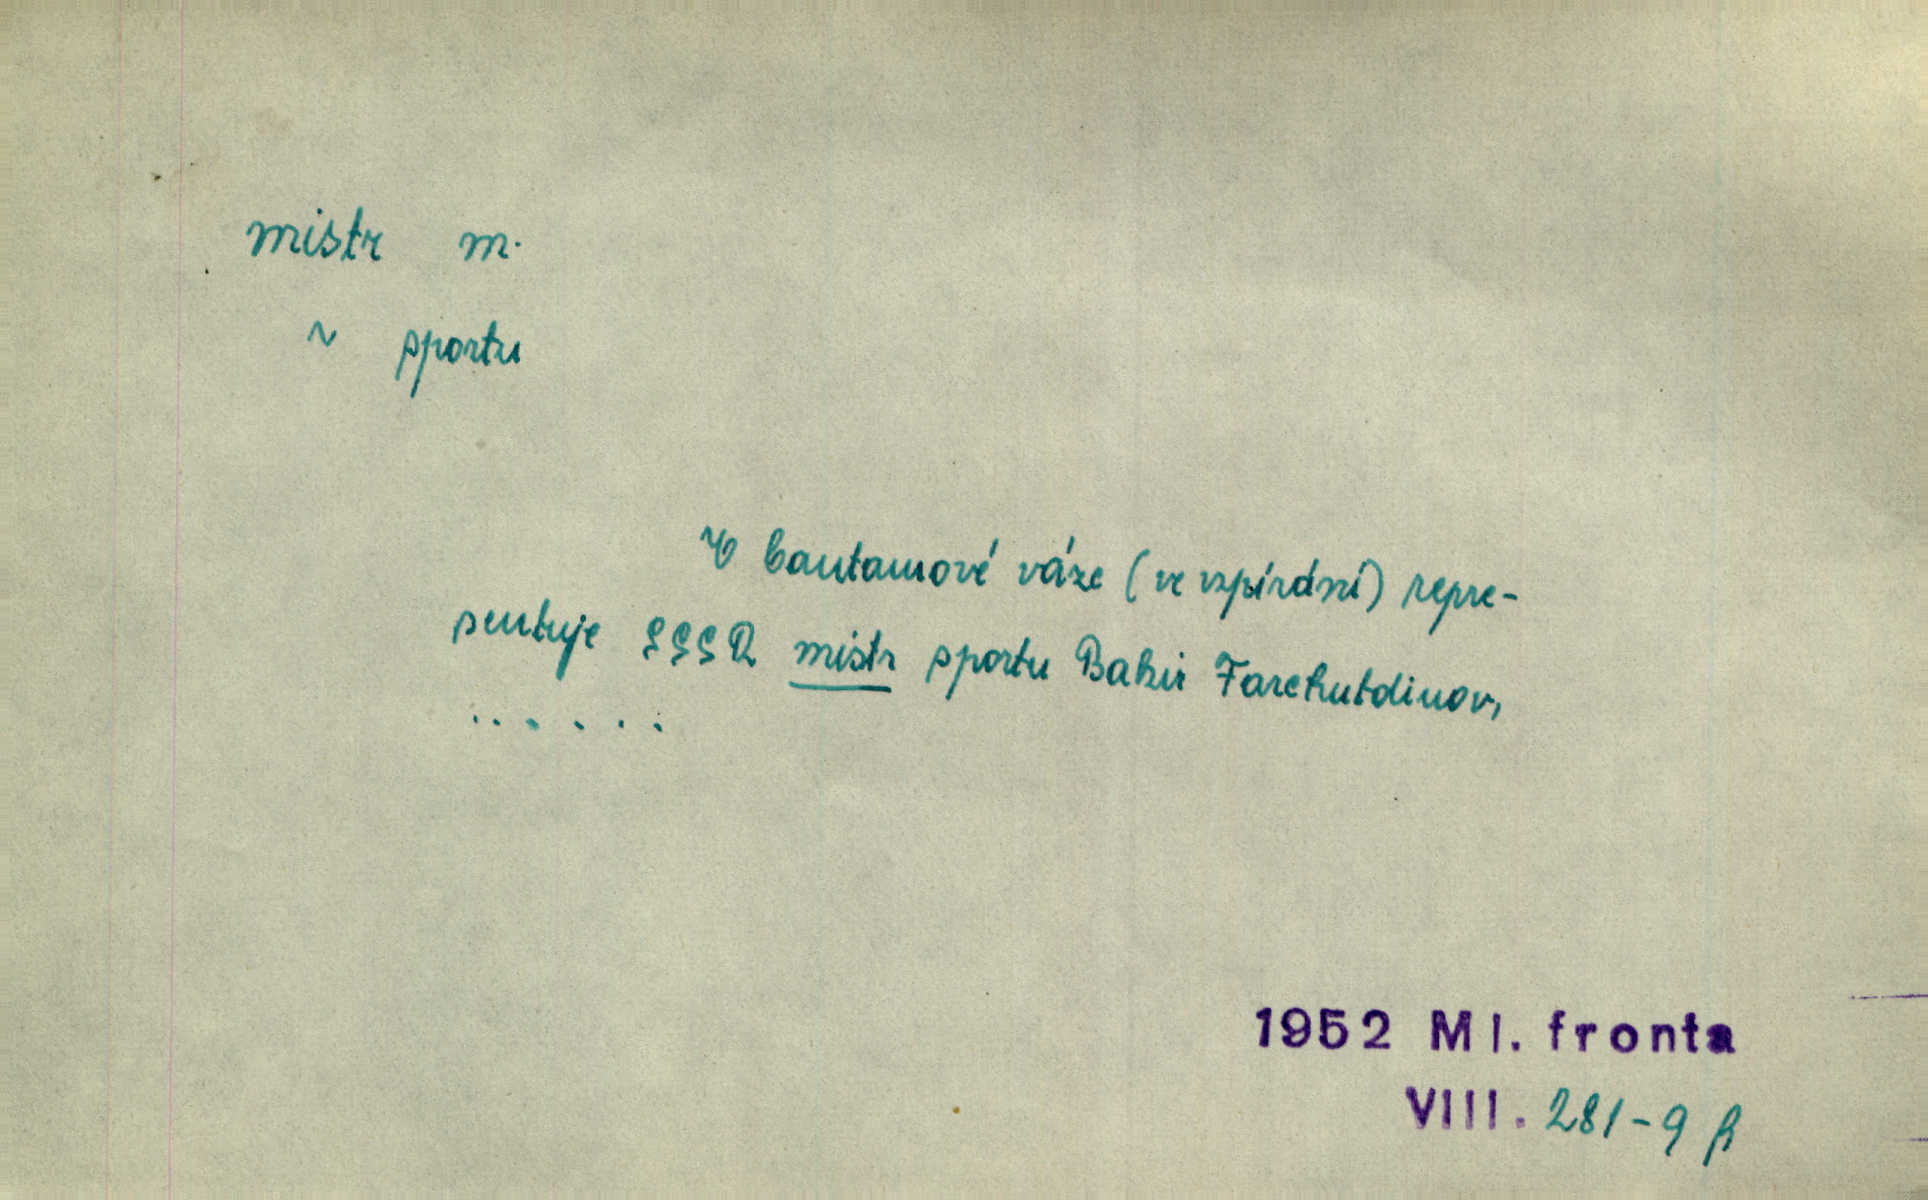 mistr m.
~ sportu
V bantamové váze (ve vzpírání) repre-
sentuje SSSR mistr sportu Bakir Farchutdinov,
......
1952 Ml. fronta
VIII. 281-9